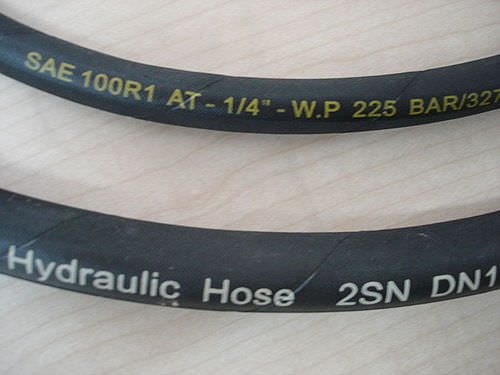 SAE 100R1 AT - 1/4" - W.P 225 BAR/327
Hydraulic Hose 2SN DN1